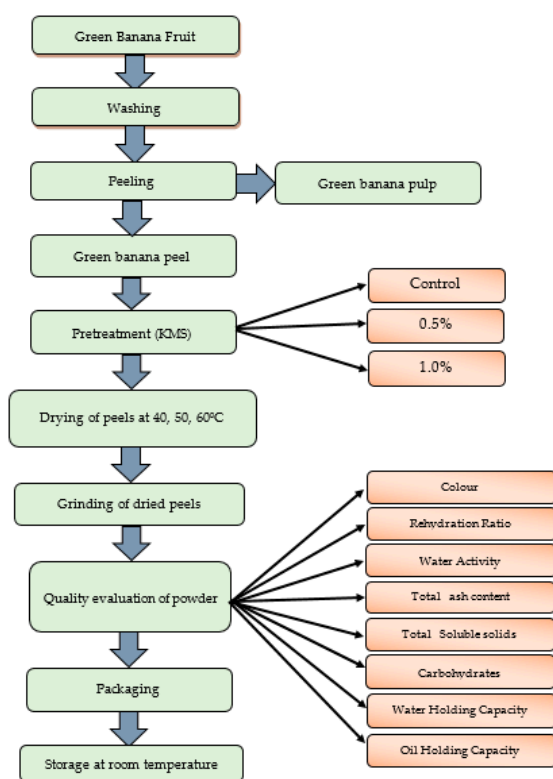 Green Banana Fruit
Washing
Peeling
Green banana pulp
Green banana peel
Pretreatment (KMS)
Control
0.5%
1.0%
Drying of peels at 40, 50, 60⁰C
Grinding of dried peels
Quality evaluation of powder
Colour
Rehydration Ratio
Water Activity
Total ash content
Total Soluble solids
Carbohydrates
Water Holding Capacity
Oil Holding Capacity
Packaging
Storage at room temperature